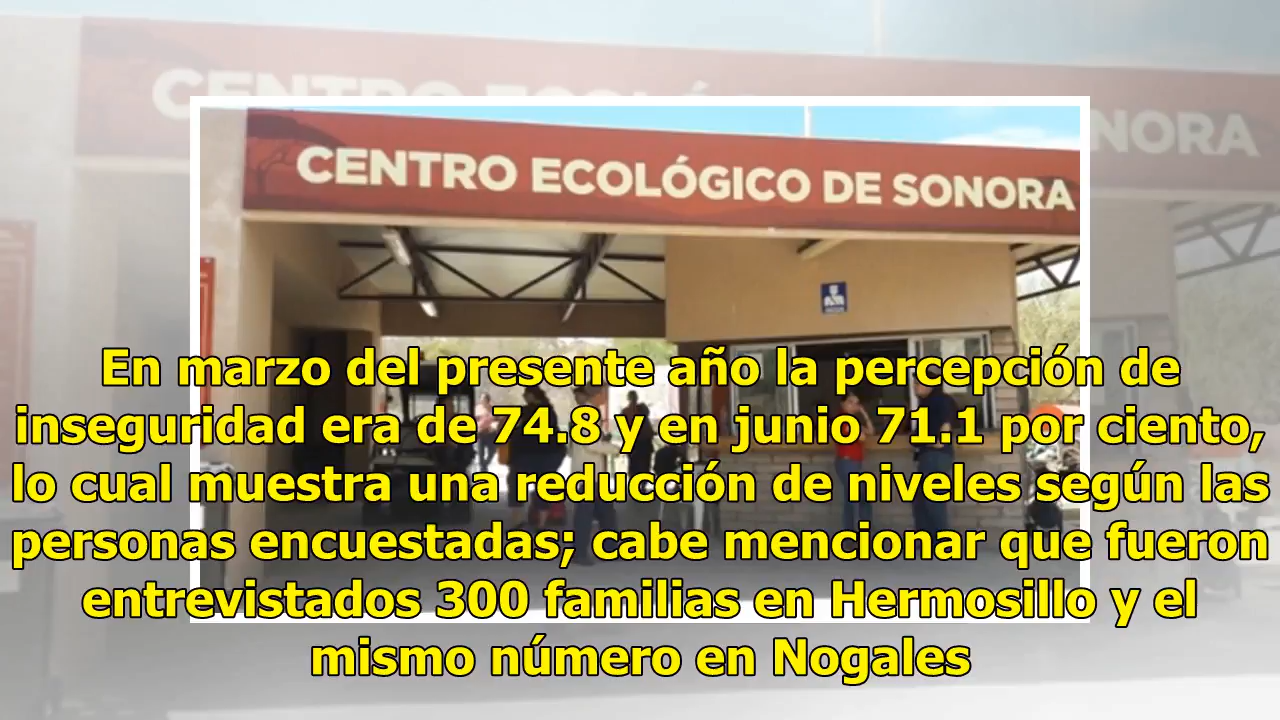 CENTRO ECOLÓGICO DE SONORA
En marzo del presente año la percepción de
inseguridad era de 74.8 y en junio 71.1 por ciento,
lo cual muestra una reducción de niveles según las
personas encuestadas; cabe mencionar que fueron
entrevistados 300 familias en Hermosillo y el
mismo número en Nogales